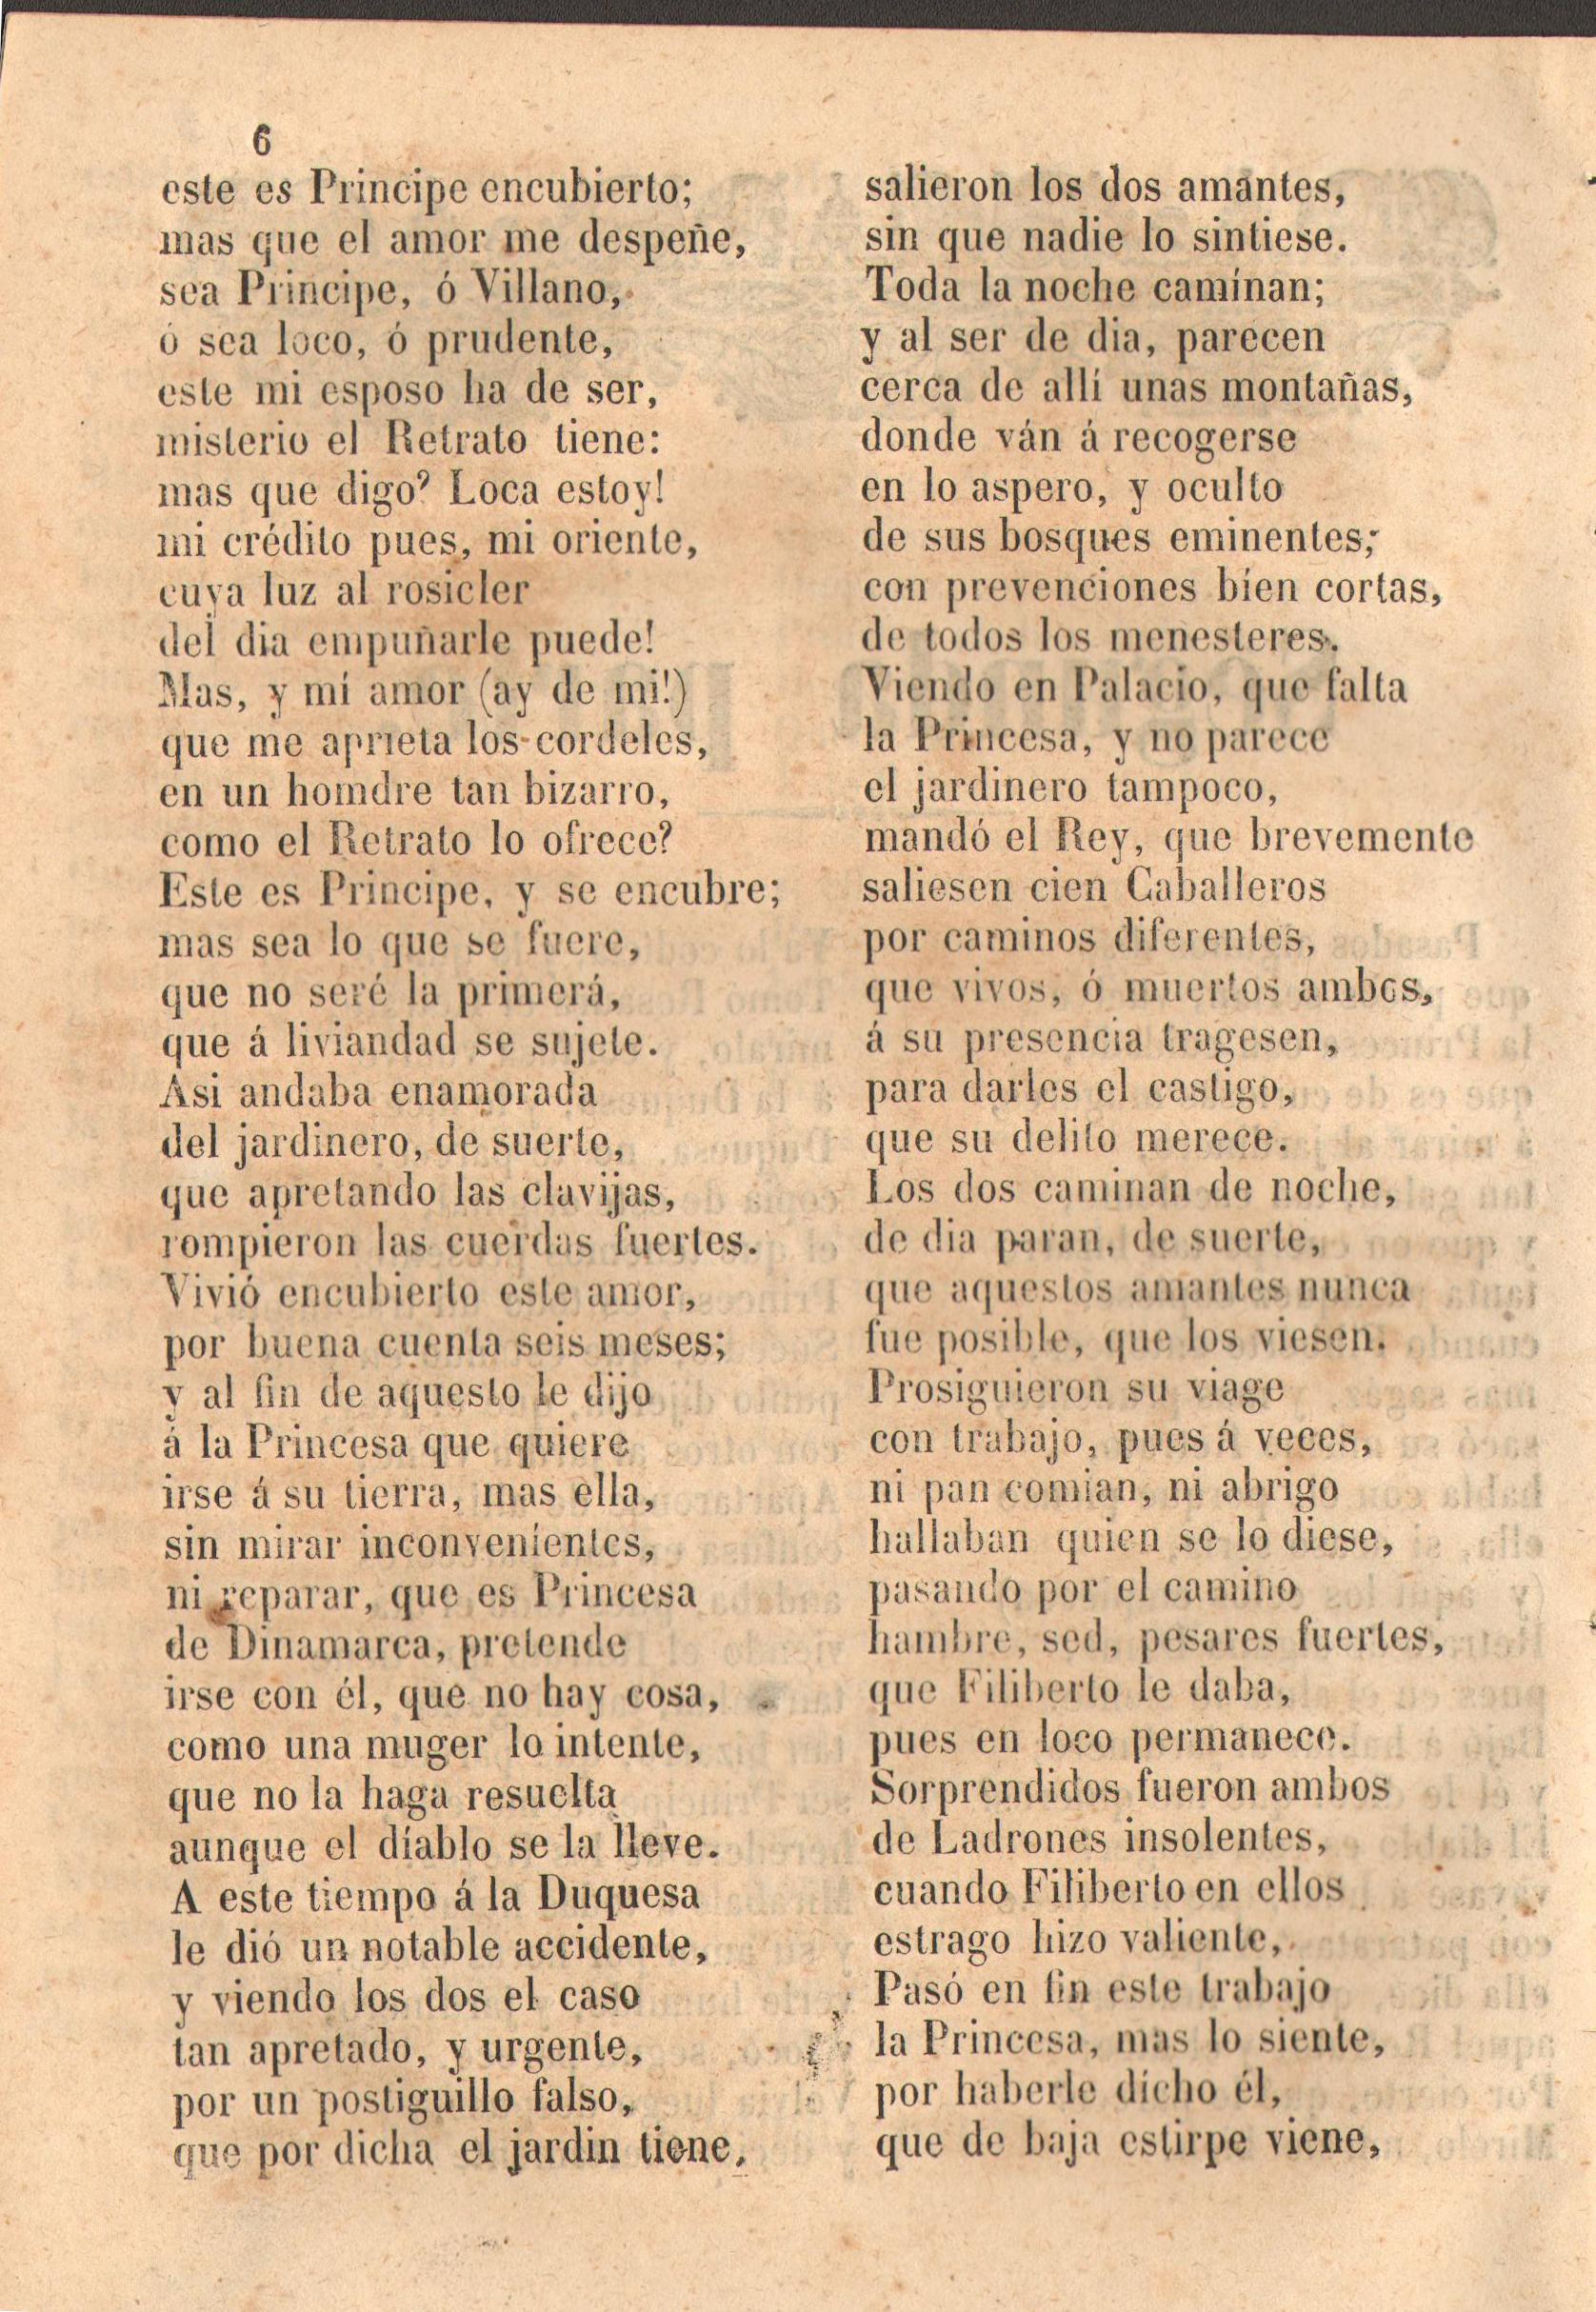 6
este es Principe encubierto;
mas que el amor me despeñe,
sea Principe, ó Villano,
ó sea loco, ó prudente,
este mi esposo ha de ser,
misterio el Retrato tiene:
mas que digo? Loca estoy!
mi crédito pues, mi oriente,
cuya luz al rosicler
del dia empuñarle puede!
Mas, y mí amor (ay de mi!)
que me aprieta los-cordeles,
en un homdre tan bizarro,
como el Retrato lo ofrece?
Este es Principe, y se encubre;
mas sea lo que se fuere,
que no seré la primerá,
que á liviandad se sujete.
Asi andaba enamorada
del jardinero, de suerte,
que apretando las clavijas,
rompieron las cuerdas fuertes.
Vivió encubierto este amor,
por buena cuenta seis meses;
y al fin de aquesto le dijo
á la Princesa que quiere
irse á su tierra, mas ella,
sin mirar inconveníentes,
ni reparar, que es Princesa
de Dinamarca, pretende
irse con él, que no hay cosa,
como una muger lo intente,
que no la haga resuelta
aunque el díablo se la lleve.
A este tiempo á la Duquesa
le dió un notable accidente,
y viendo los dos el caso
tan apretado, y urgente,
por un postiguillo falso,
que por dicha el jardin tiene,
salieron los dos amantes,
sin que nadie lo sintiese.
Toda la noche camínan;
y al ser de dia, parecen
cerca de allí unas montañas,
donde ván á recogerse
en lo aspero, y oculto
de sus bosques eminentes;
con prevenciones bíen cortas,
de todos los menesteres.
Viendo en Palacio, que falta
la Princesa, y no parece
el jardinero tampoco,
mandó el Rey, que brevemente
saliesen cien Caballeros
por caminos diferentes,
que vivos, ó muertos ambos,
á su presencia tragesen,
para darles el castigo,
que su delito merece.
Los dos caminan de noche,
de dia paran, de suerte,
que aquestos amantes nunca
fue posible, que los viesen.
Prosiguieron su viage
con trabajo, pues á veces,
ni pan comian, ni abrigo
hallaban quien se lo diese,
pasando por el camino
hambre, sed, pesares fuertes,
que Filiberto le daba,
pues en loco permanece.
Sorprendidos fueron ambos
de Ladrones insolentes,
cuando Filiberto en ellos
estrago hizo valiente,
Pasó en fin este trabajo
la Princesa, mas lo siente,
por haberle dícho él,
que de baja estirpe viene,